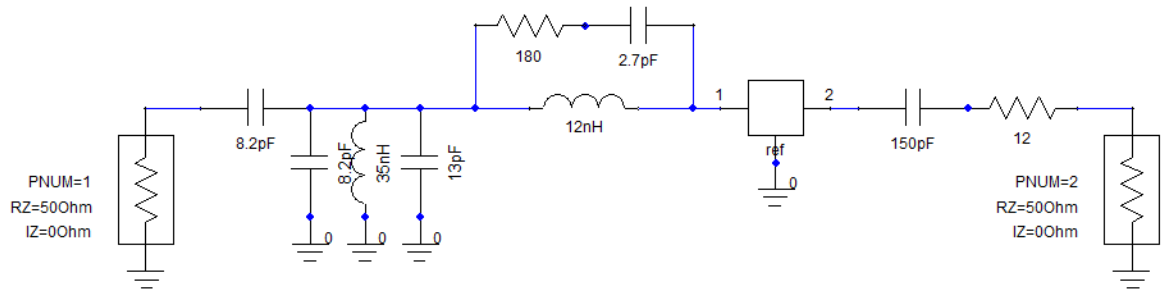 180
2.7pF
1
2
8.2pF
12nH
150pF
12
8.2pF
35nH
13pF
ref
0
PNUM=1
RZ=50Ohm
IZ=0Ohm
PNUM=2
RZ=50Ohm
IZ=0Ohm
0
0
0